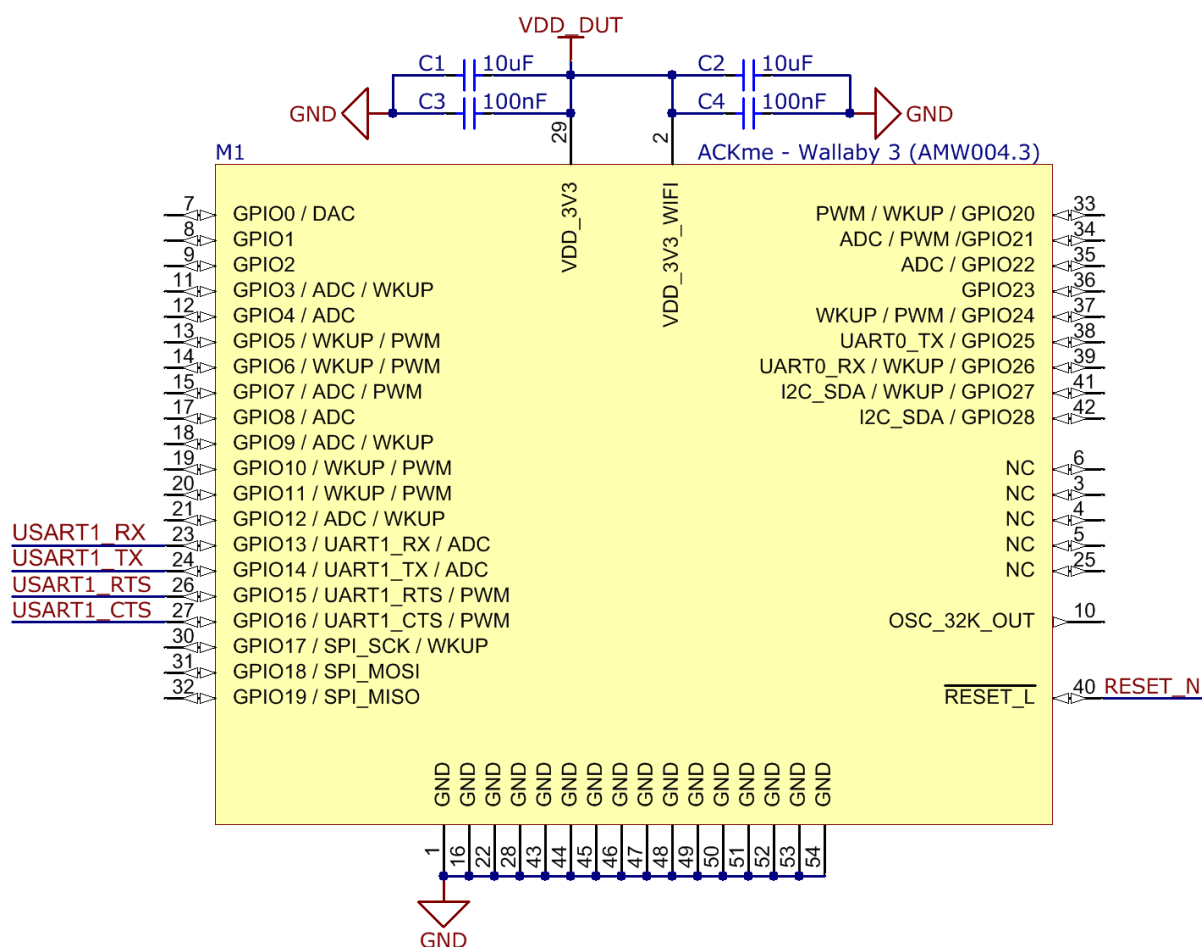 VDD_DUT
C1 10uF C2 10uF
GND C3 100nF C4 100nF GND
29 2
M1 ACKme - Wallaby 3 (AMW004.3)
VDD_3V3
VDD_3V3_WIFI
7 GPIO0 / DAC
8 GPIO1
9 GPIO2
11 GPIO3 / ADC / WKUP
12 GPIO4 / ADC
13 GPIO5 / WKUP / PWM
14 GPIO6 / WKUP / PWM
15 GPIO7 / ADC / PWM
17 GPIO8 / ADC
18 GPIO9 / ADC / WKUP
19 GPIO10 / WKUP / PWM
20 GPIO11 / WKUP / PWM
21 GPIO12 / ADC / WKUP
USART1_RX 23 GPIO13 / UART1_RX / ADC
USART1_TX 24 GPIO14 / UART1_TX / ADC
USART1_RTS 26 GPIO15 / UART1_RTS / PWM
USART1_CTS 27 GPIO16 / UART1_CTS / PWM
30 GPIO17 / SPI_SCK / WKUP
31 GPIO18 / SPI_MOSI
32 GPIO19 / SPI_MISO
PWM / WKUP / GPIO20 33
ADC / PWM /GPIO21 34
ADC / GPIO22 35
GPIO23 36
WKUP / PWM / GPIO24 37
UART0_TX / GPIO25 38
UART0_RX / WKUP / GPIO26 39
I2C_SDA / WKUP / GPIO27 41
I2C_SDA / GPIO28 42
NC 6
NC 3
NC 4
NC 5
NC 25
OSC_32K_OUT 10
RESET_L 40 RESET_N
GND GND GND GND GND GND GND GND GND GND GND GND GND GND GND GND
1 16 22 28 43 44 45 46 47 48 49 50 51 52 53 54
GND